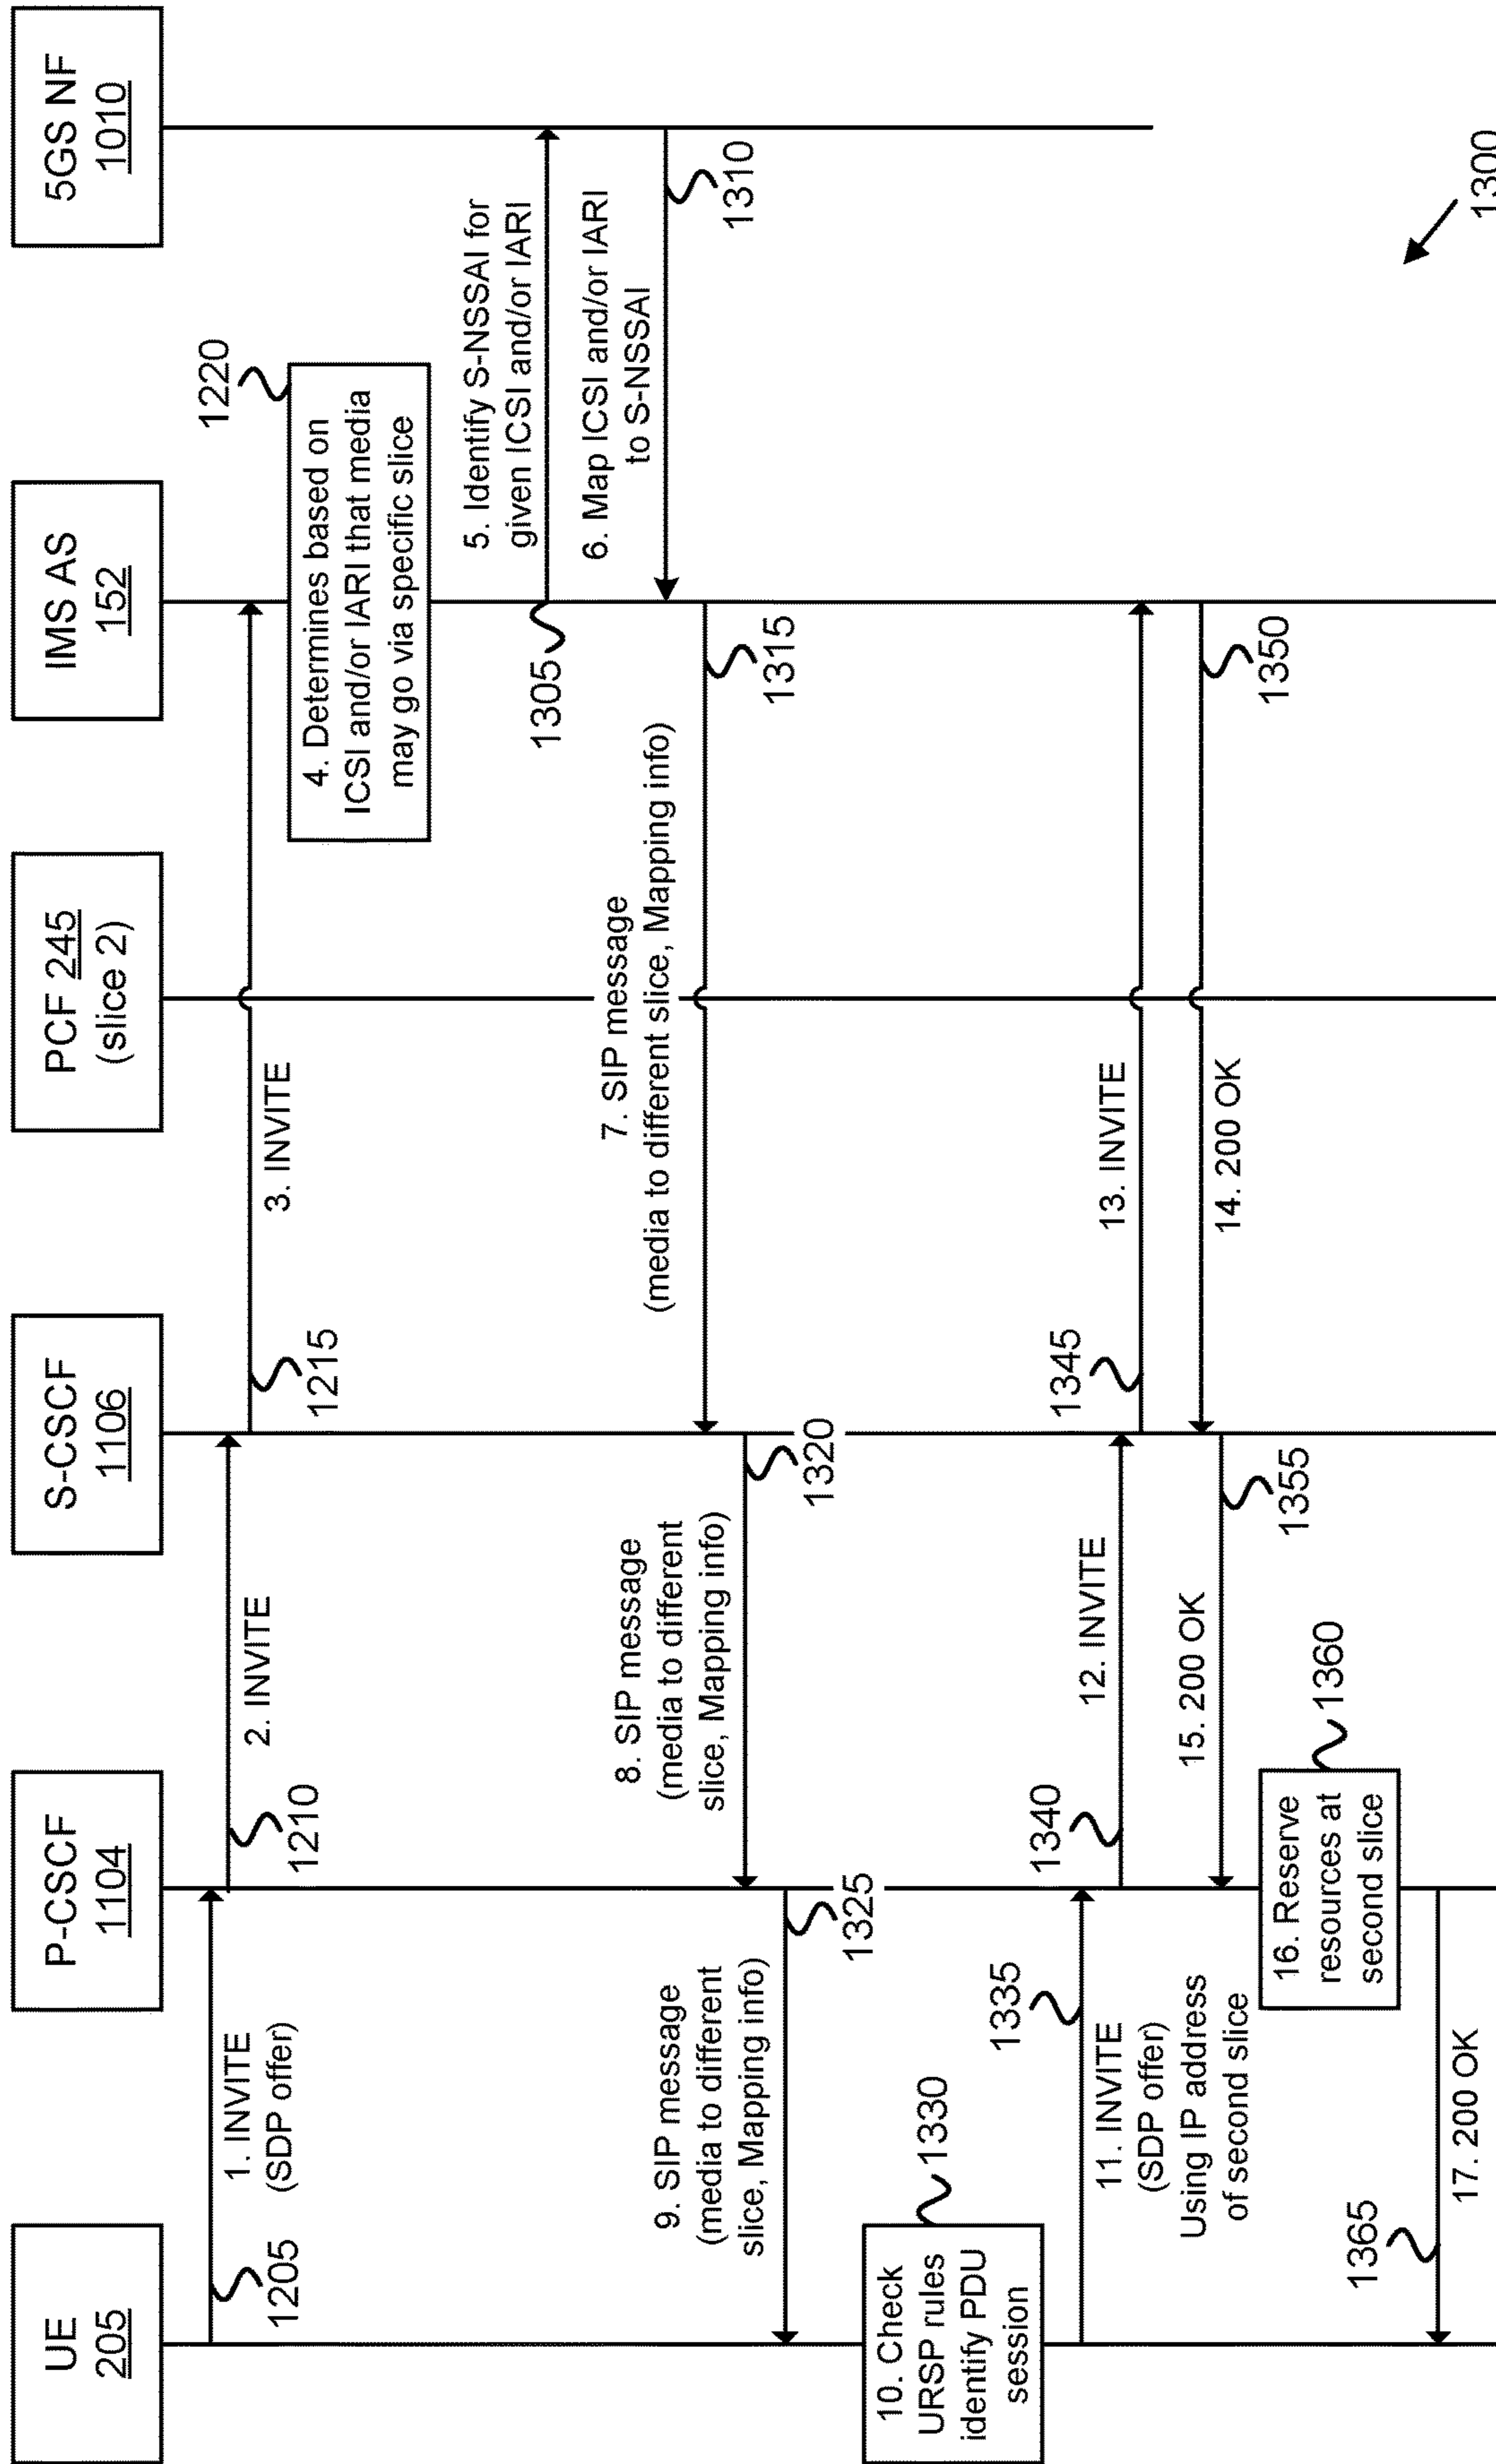 UE
205
P-CSCF
1104
S-CSCF
1106
PCF 245
(slice 2)
IMS AS
152
5GS NF
1010
1. INVITE
(SDP offer)
1205
2. INVITE
1210
3. INVITE
1215
4. Determines based on
ICSI and/or IARI that media
may go via specific slice
1220
5. Identify S-NSSAI for
given ICSI and/or IARI
1305
6. Map ICSI and/or IARI
to S-NSSAI
1310
7. SIP message
(media to different slice, Mapping info)
1315
8. SIP message
(media to different
slice, Mapping info)
1320
9. SIP message
(media to different
slice, Mapping info)
1325
10. Check
URSP rules
identify PDU
session
1330
11. INVITE
(SDP offer)
Using IP address
of second slice
1335
12. INVITE
1340
13. INVITE
1345
14. 200 OK
1350
15. 200 OK
1355
16. Reserve
resources at
second slice
1360
17. 200 OK
1365
1300